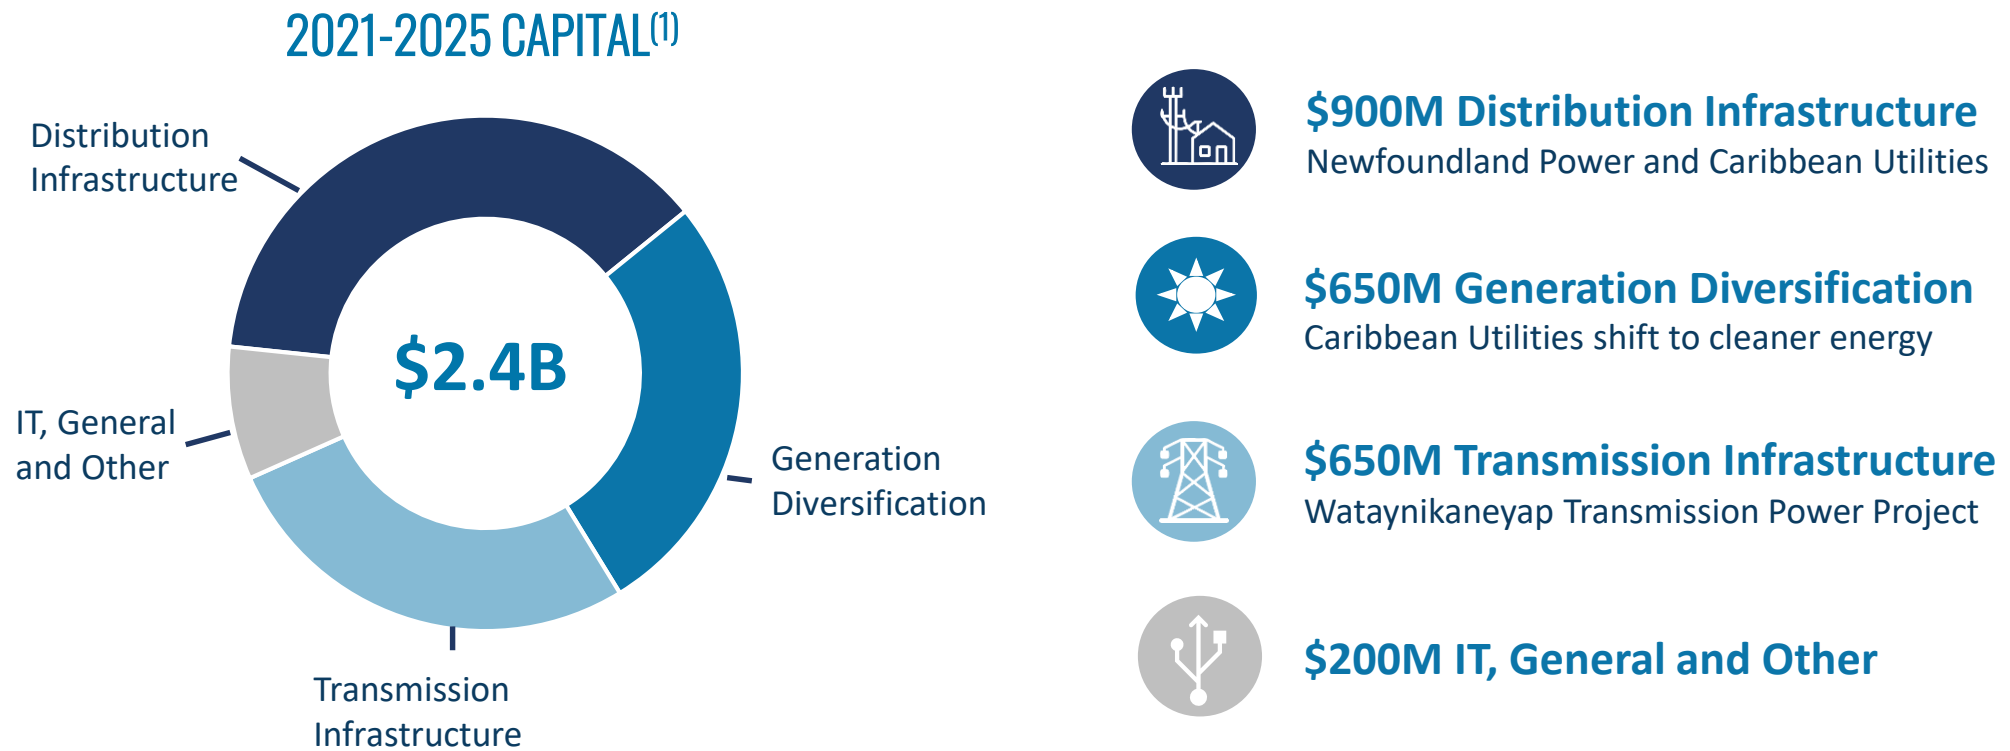 2021-2025 CAPITAL(1)
Distribution
Infrastructure
$2.4B
IT, General
and Other
Generation
Diversification
Transmission
Infrastructure
$900M Distribution Infrastructure
Newfoundland Power and Caribbean Utilities
$650M Generation Diversification
Caribbean Utilities shift to cleaner energy
$650M Transmission Infrastructure
Wataynikaneyap Transmission Power Project
$200M IT, General and Other